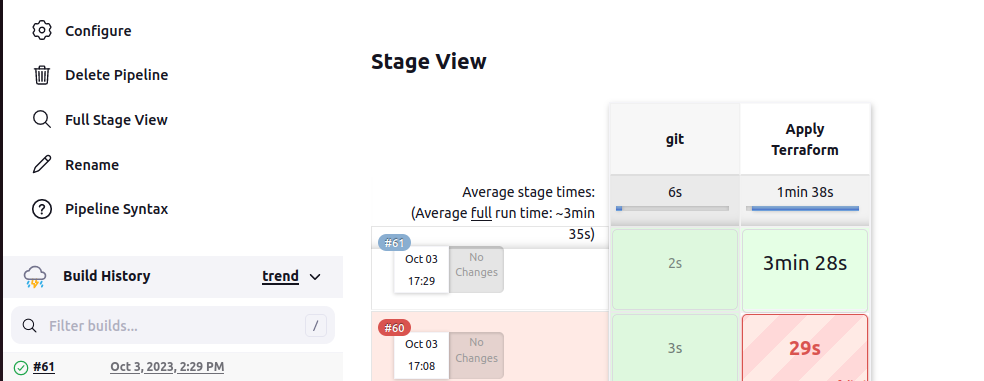 Configure
Delete Pipeline
Full Stage View
Rename
Pipeline Syntax
Build History
trend
Filter builds...
/
#61
Oct 3, 2023, 2:29 PM
Stage View
git
Apply
Terraform
Average stage times:
(Average full run time: ~3min
35s)
6s
1min 38s
#61
Oct 03
17:29
No
Changes
2s
3min 28s
#60
Oct 03
17:08
No
Changes
3s
29s